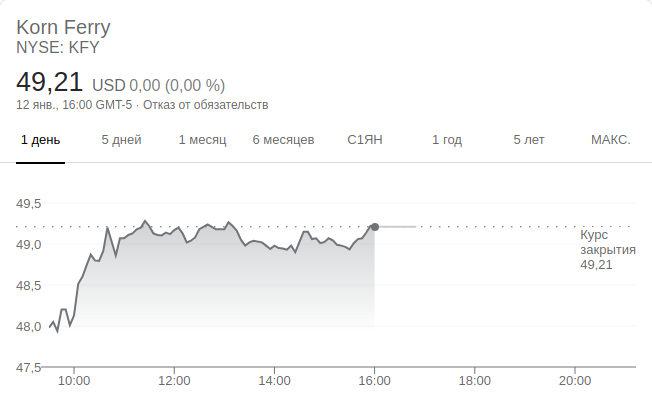 Korn Ferry
NYSE: KFY
49,21 USD 0,00 (0,00 %)
12 янв., 16:00 GMT-5 · Отказ от обязательств
1 день 5 дней 1 месяц 6 месяцев С1ЯН 1 год 5 лет МАКС.
49,5
49,0
48,5
48,0
47,5
Курс
закрытия
49,21
10:00 12:00 14:00 16:00 18:00 20:00